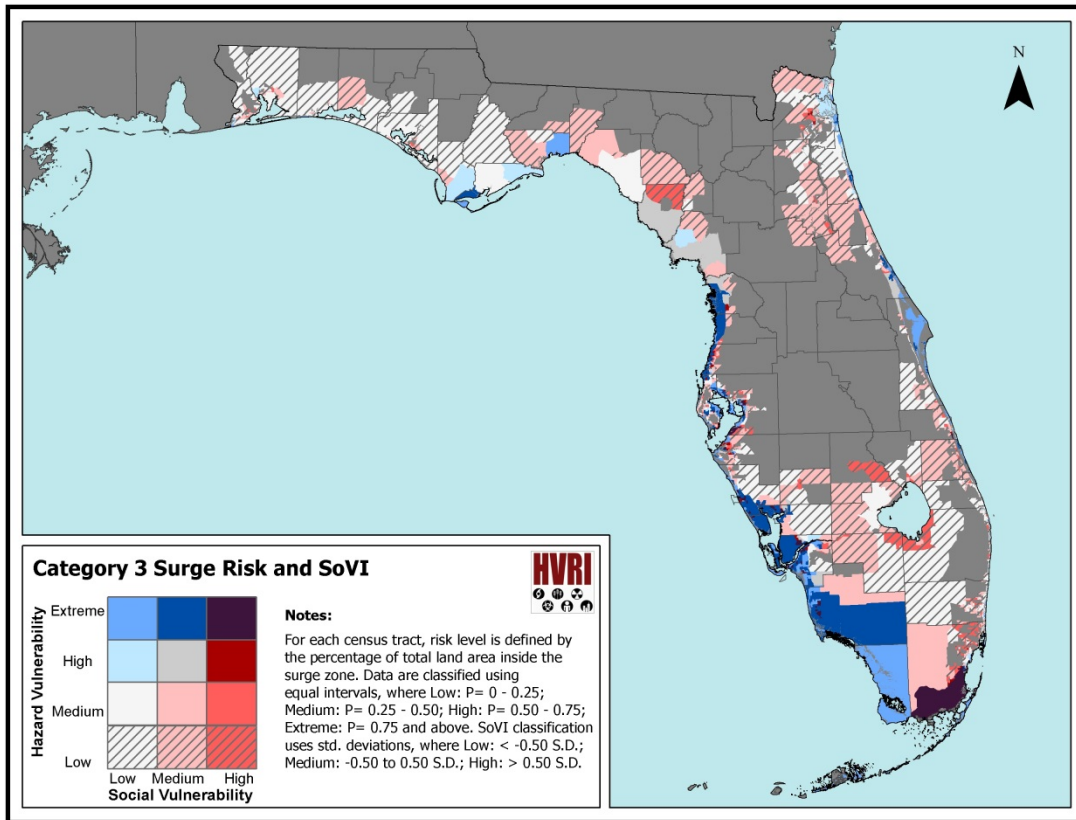 N
Category 3 Surge Risk and SoVI
HVRI
Hazard Vulnerability
Extreme
High
Medium
Low
Low Medium High
Social Vulnerability
Notes:
For each census tract, risk level is defined by
the percentage of total land area inside the
surge zone. Data are classified using
equal intervals, where Low: P= 0 - 0.25;
Medium: P= 0.25 - 0.50; High: P= 0.50 - 0.75;
Extreme: P= 0.75 and above. SoVI classification
uses std. deviations, where Low: < -0.50 S.D.;
Medium: -0.50 to 0.50 S.D.; High: > 0.50 S.D.